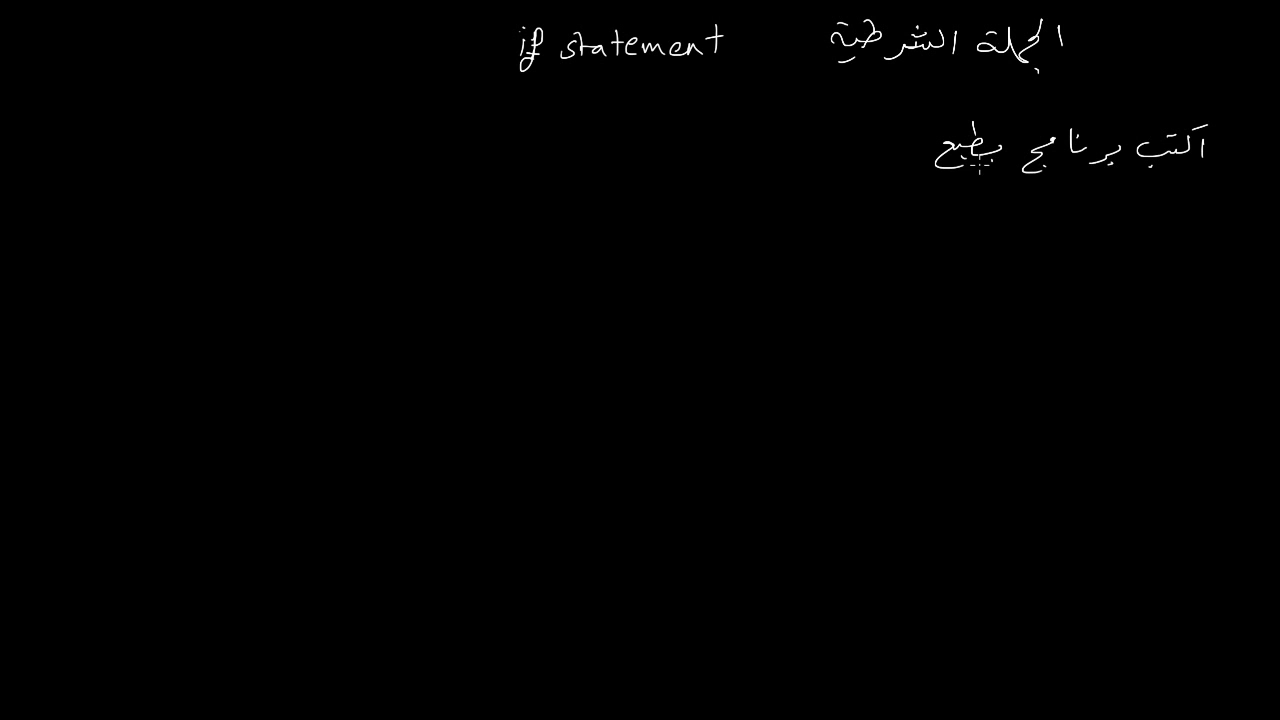 الجملة الشرطية if statement
اكتب برنامج يطبع